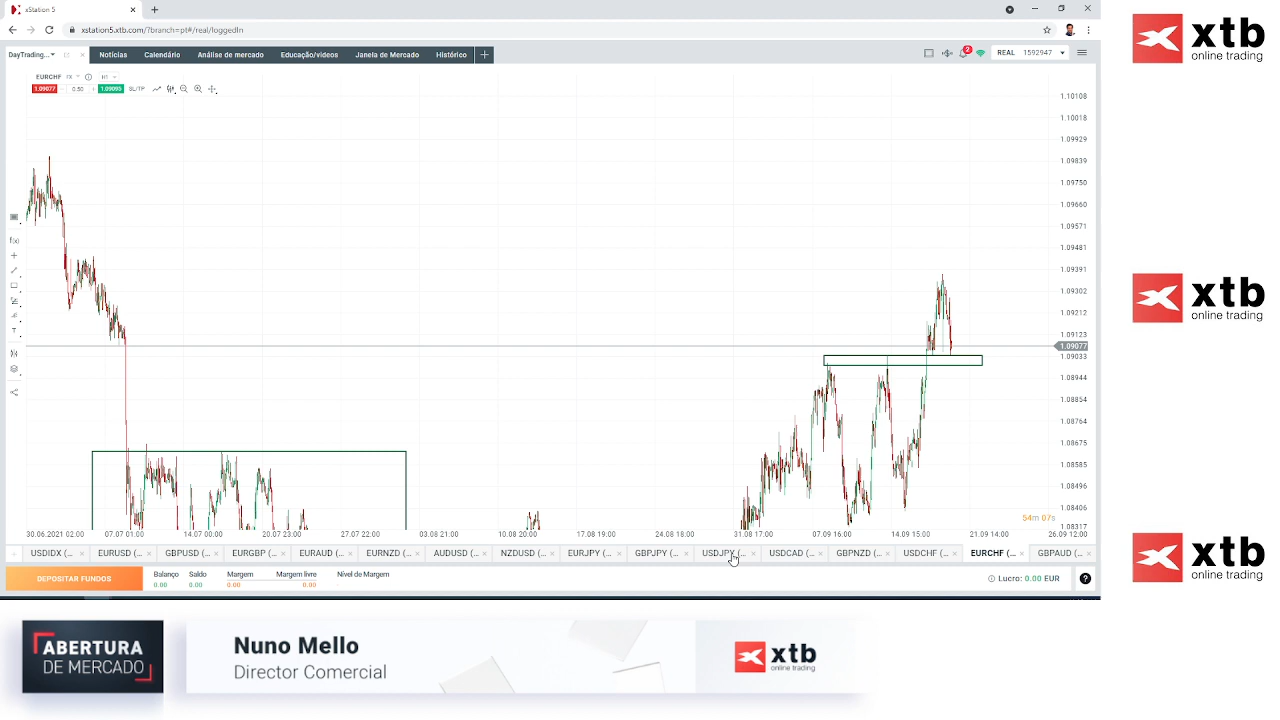 xStation 5
xstation5.xtb.com/?branch=pt#/real/loggedIn
DayTrading...
Notícias
Calendário
Análise de mercado
Educação/vídeos
Janela de Mercado
Histórico
2
REAL 1592947
EURCHF FX H1
1.09077 0.50 1.09095 SL/TP
1.10108
1.10018
1.09929
1.09839
1.09750
1.09660
1.09571
1.09481
1.09391
1.09302
1.09212
1.09123
1.09077
1.09033
1.08944
1.08854
1.08764
1.08675
1.08585
1.08496
1.08406
1.08317
54m 07s
30.06.2021 02:00 07.07 01:00 14.07 00:00 20.07 23:00 27.07 22:00 3.08 21:00 10.08 20:00 17.08 19:00 24.08 18:00 31.08 17:00 07.09 16:00 14.09 15:00 21.09 14:00 26.09 12:00
USDIDX (... EURUSD (... GBPUSD (... EURGBP (... EURAUD (... EURNZD (... AUDUSD (... NZDUSD (... EURJPY (... GBPJPY (... USDJPY (... USDCAD (... GBPNZD (... USDCHF (... EURCHF (... GBPAUD (...
DEPOSITAR FUNDOS
Balanço Saldo Margem Margem livre Nível de Margem
0.00 0.00 0.00 0.00
Lucro: 0.00 EUR
xtb
online trading
xtb
online trading
xtb
online trading
ABERTURA
DE MERCADO
Nuno Mello
Director Comercial
xtb
online trading